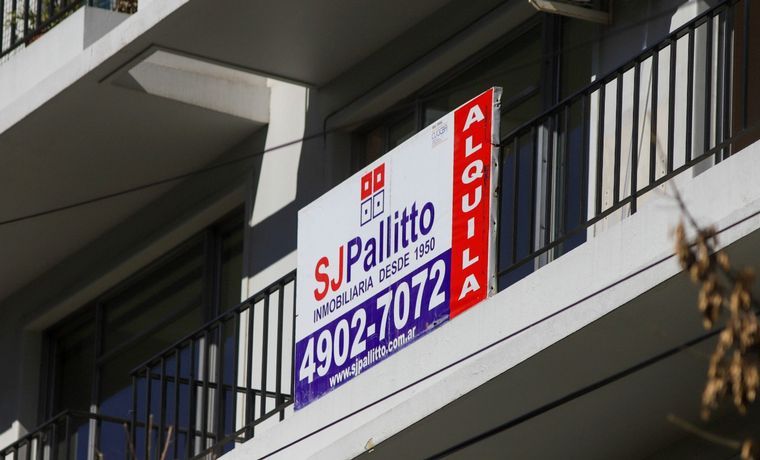 SJPallitto
INMOBILIARIA DESDE 1950
4902-7072
www.sjpallitto.com.ar
ALQUILA